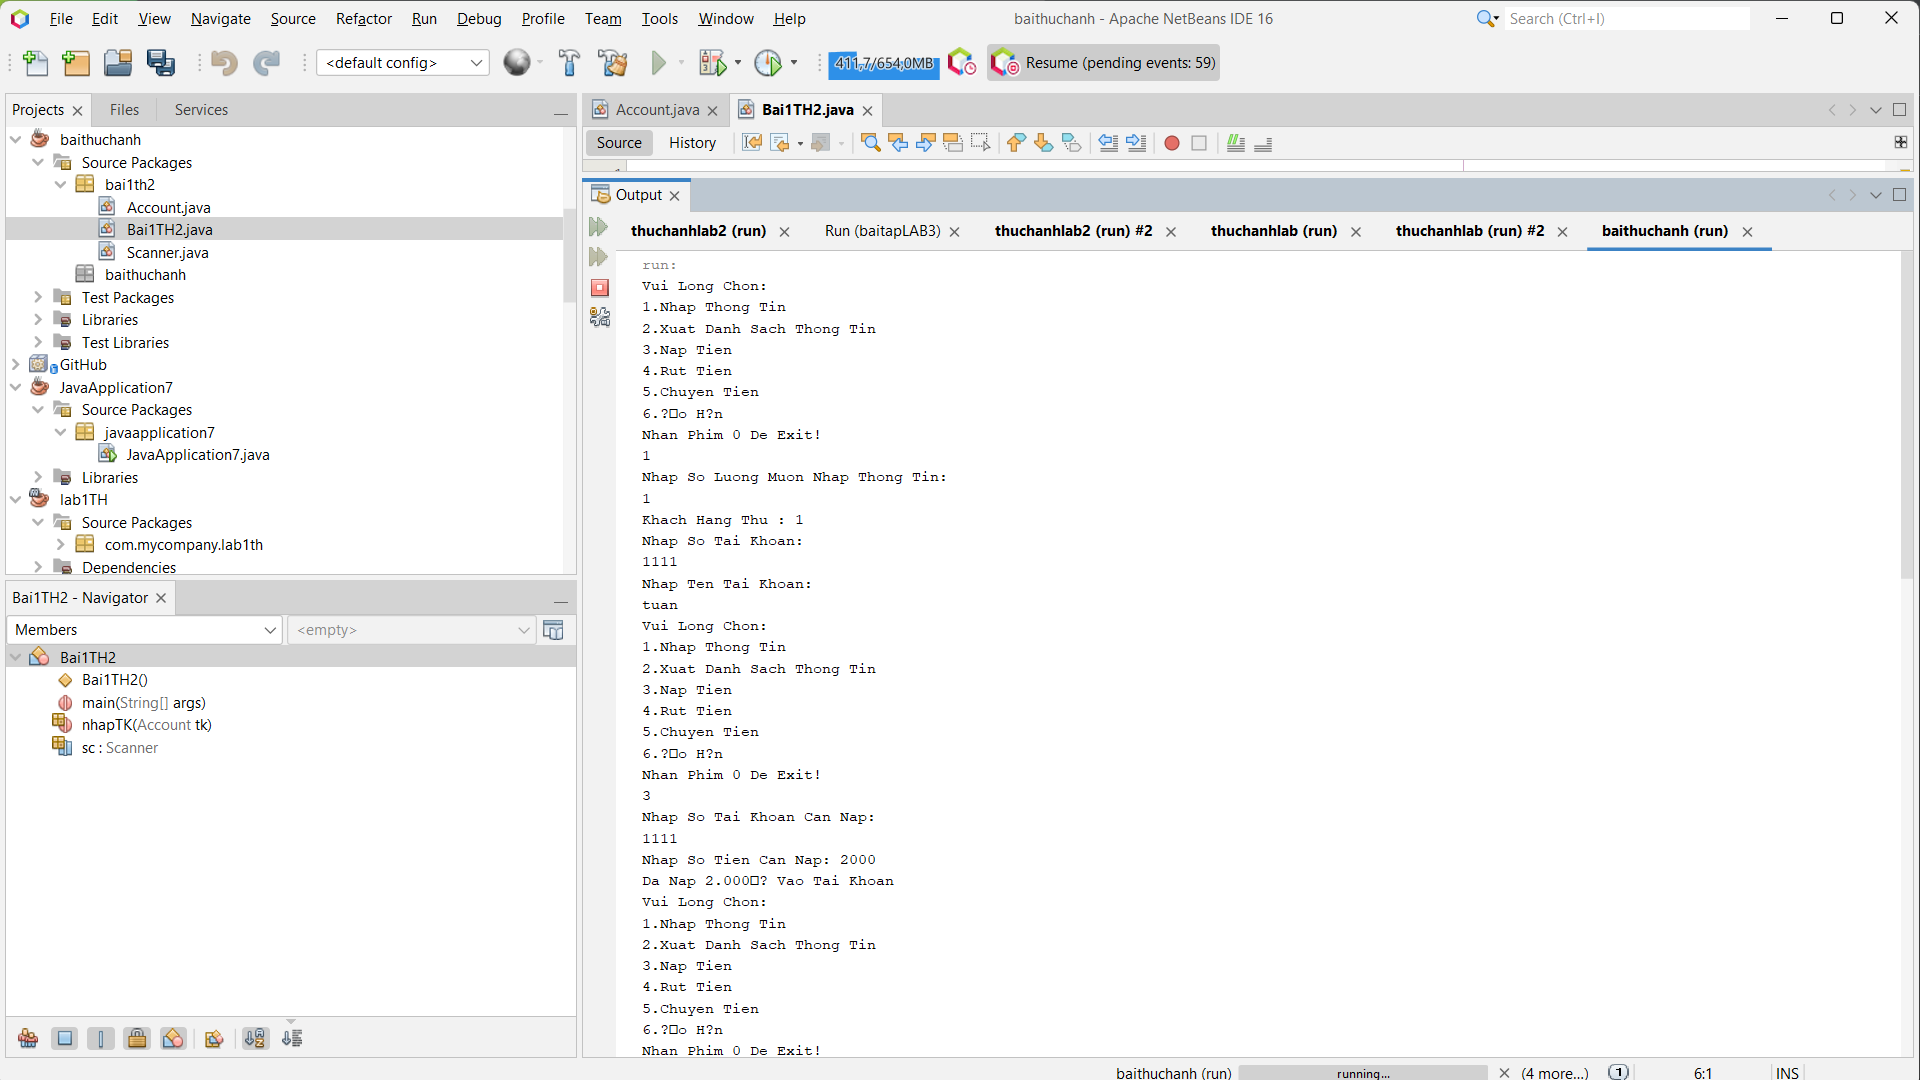 File Edit View Navigate Source Refactor Run Debug Profile Team Tools Window Help
baithuchanh - Apache NetBeans IDE 16
Search (Ctrl+I)
<default config>
411,7/654,0MB
Resume (pending events: 59)
Projects Files Services
baithuchanh
Source Packages
bai1th2
Account.java
Bai1TH2.java
Scanner.java
baithuchanh
Test Packages
Libraries
Test Libraries
GitHub
JavaApplication7
Source Packages
javaapplication7
JavaApplication7.java
Libraries
lab1TH
Source Packages
com.mycompany.lab1th
Dependencies
Bai1TH2 - Navigator
Members
<empty>
Bai1TH2
Bai1TH2()
main(String[] args)
nhapTK(Account tk)
sc : Scanner
Account.java Bai1TH2.java
Source History
Output
thuchanhlab2 (run) Run (baitapLAB3) thuchanhlab2 (run) #2 thuchanhlab (run) thuchanhlab (run) #2 baithuchanh (run)
run:
Vui Long Chon:
1.Nhap Thong Tin
2.Xuat Danh Sach Thong Tin
3.Nap Tien
4.Rut Tien
5.Chuyen Tien
6.?□o H?n
Nhan Phim 0 De Exit!
1
Nhap So Luong Muon Nhap Thong Tin:
1
Khach Hang Thu : 1
Nhap So Tai Khoan:
1111
Nhap Ten Tai Khoan:
tuan
Vui Long Chon:
1.Nhap Thong Tin
2.Xuat Danh Sach Thong Tin
3.Nap Tien
4.Rut Tien
5.Chuyen Tien
6.?□o H?n
Nhan Phim 0 De Exit!
3
Nhap So Tai Khoan Can Nap:
1111
Nhap So Tien Can Nap: 2000
Da Nap 2.000□? Vao Tai Khoan
Vui Long Chon:
1.Nhap Thong Tin
2.Xuat Danh Sach Thong Tin
3.Nap Tien
4.Rut Tien
5.Chuyen Tien
6.?□o H?n
Nhan Phim 0 De Exit!
baithuchanh (run) running... (4 more...) 1 6:1 INS